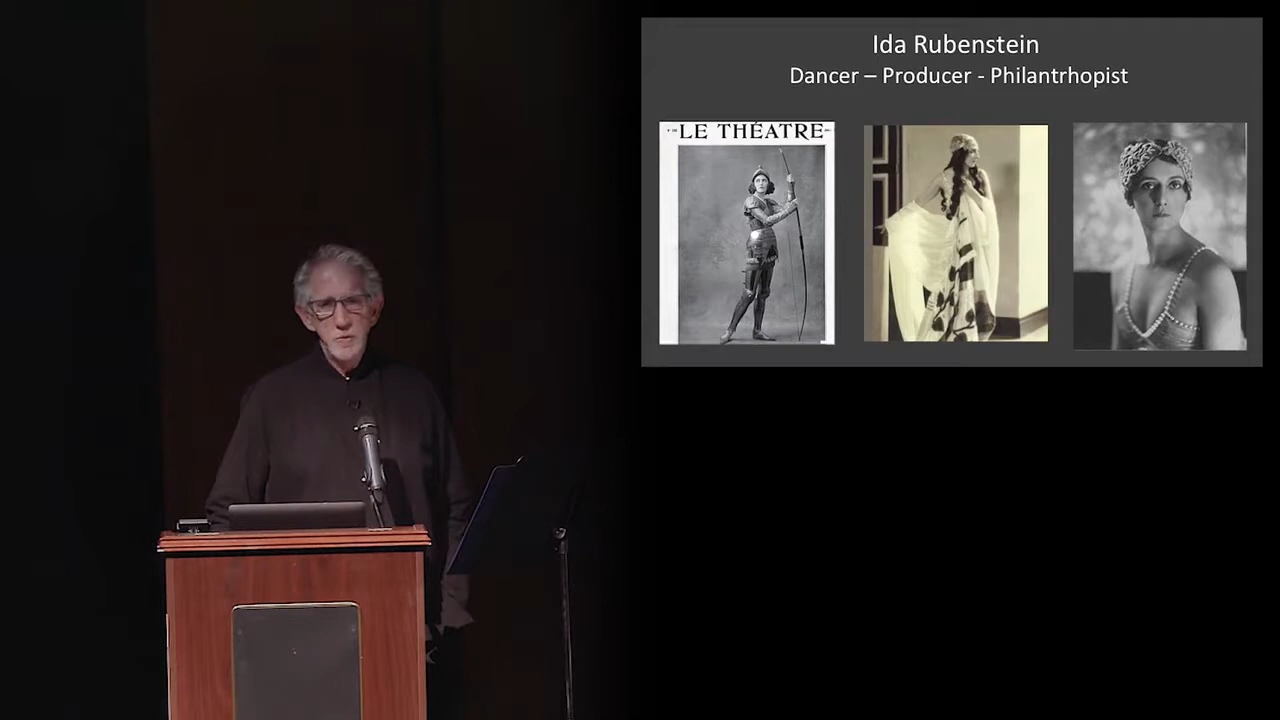 Ida Rubenstein
Dancer – Producer - Philantrhopist
LE THÉATRE